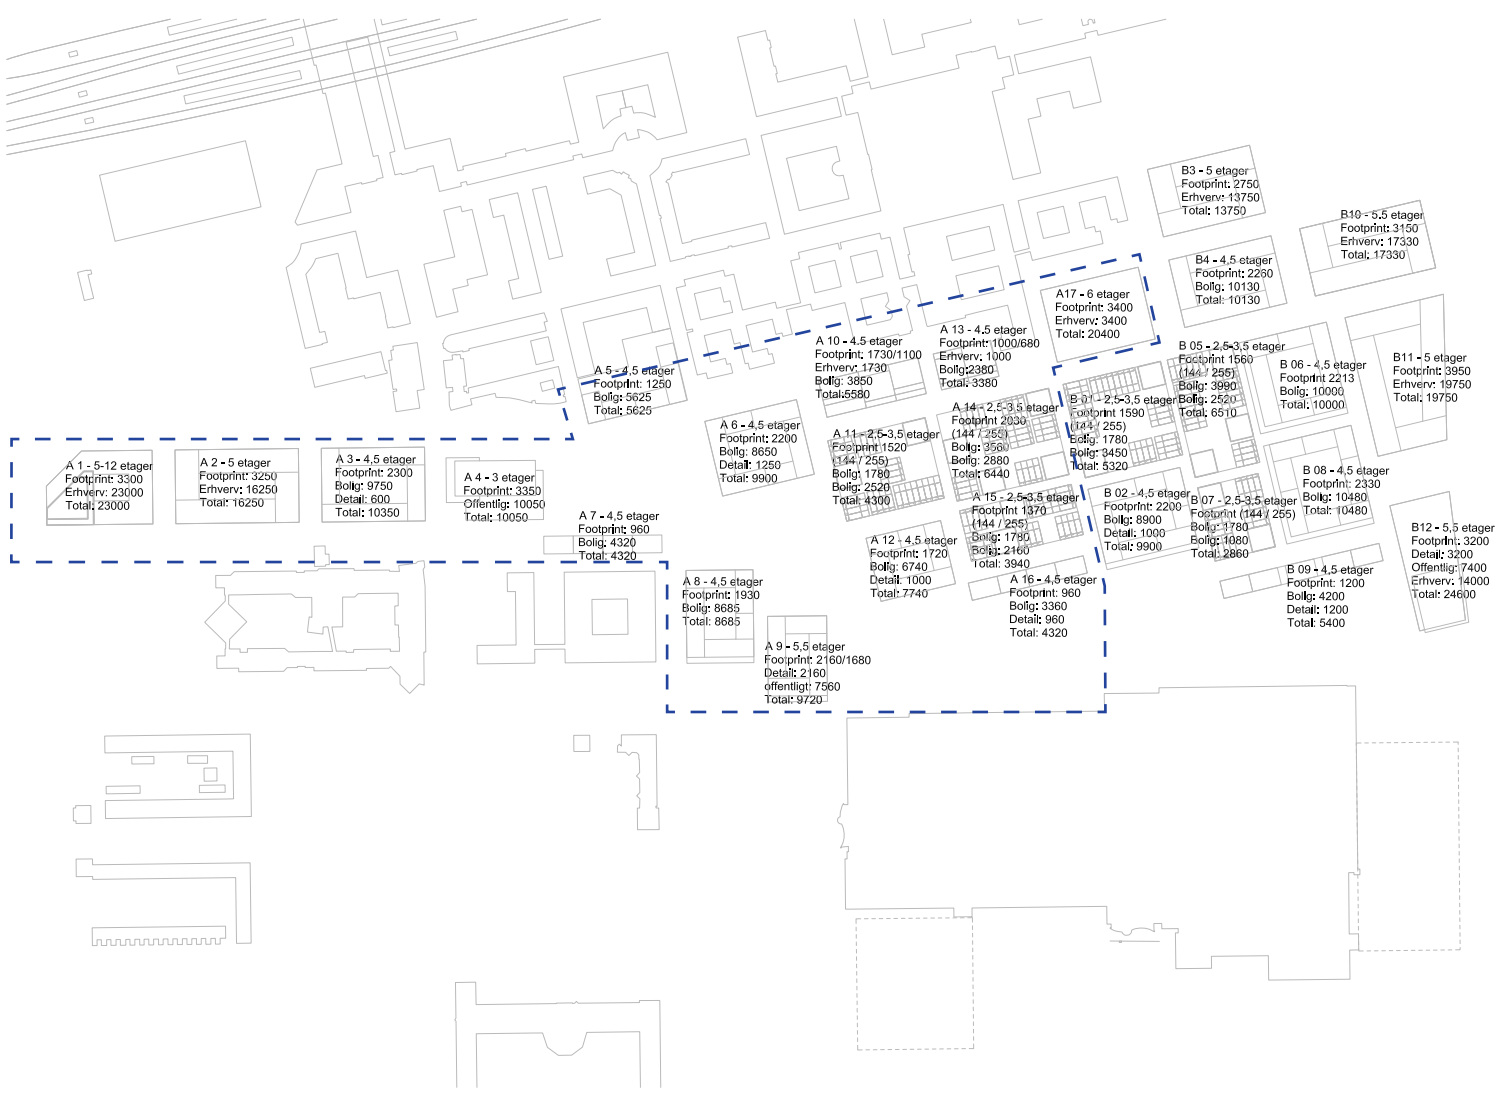 B3 - 5 etager
Footprint: 2750
Erhverv: 13750
Total: 13750
B10 - 5,5 etager
Footprint: 3150
Erhverv: 17330
Total: 17330
B4 - 4,5 etager
Footprint: 2260
Bolig: 10130
Total: 10130
A17 - 6 etager
Footprint: 3400
Erhverv: 3400
Total: 20400
A 13 - 4,5 etager
Footprint: 1000/680
Erhverv: 1000
Bolig:2380
Total: 3380
A 10 - 4,5 etager
Footprint: 1730/1100
Erhverv: 1730
Bolig: 3850
Total:5580
B 05 - 2,5-3,5 etager
Footprint 1560
(144 / 255)
Bolig: 3990
Bolig: 2520
Total: 6510
B 06 - 4,5 etager
Footprint 2213
Bolig: 10000
Total: 10000
B11 - 5 etager
Footprint: 3950
Erhverv: 19750
Total: 19750
A 5 - 4,5 etager
Footprint: 1250
Bolig: 5625
Total: 5625
A 6 - 4,5 etager
Footprint: 2200
Bolig: 8650
Detail: 1250
Total: 9900
A 11 - 2,5-3,5 etager
Footprint 1520
(144 / 255)
Bolig: 1780
Bolig: 2520
Total: 4300
A 14 - 2,5-3,5 etager
Footprint 2030
(144 / 255)
Bolig: 3560
Bolig: 2880
Total: 6440
B 01 - 2,5-3,5 etager
Footprint 1590
(144 / 255)
Bolig: 1780
Bolig: 3450
Total: 5320
A 1 - 5-12 etager
Footprint: 3300
Erhverv: 23000
Total: 23000
A 2 - 5 etager
Footprint: 3250
Erhverv: 16250
Total: 16250
A 3 - 4,5 etager
Footprint: 2300
Bolig: 9750
Detail: 600
Total: 10350
A 4 - 3 etager
Footprint: 3350
Offentlig: 10050
Total: 10050
A 7 - 4,5 etager
Footprint: 960
Bolig: 4320
Total: 4320
A 15 - 2,5-3,5 etager
Footprint 1370
(144 / 255)
Bolig: 1780
Bolig: 2160
Total: 3940
B 02 - 4,5 etager
Footprint: 2200
Bolig: 8900
Detail: 1000
Total: 9900
B 07 - 2,5-3,5 etager
Footprint (144 / 255)
Bolig: 1780
Bolig: 1080
Total: 2860
B 08 - 4,5 etager
Footprint: 2330
Bolig: 10480
Total: 10480
B12 - 5,5 etager
Footprint: 3200
Detail: 3200
Offentlig: 7400
Erhverv: 14000
Total: 24600
A 12 - 4,5 etager
Footprint: 1720
Bolig: 6740
Detail: 1000
Total: 7740
A 16 - 4,5 etager
Footprint: 960
Bolig: 3360
Detail: 960
Total: 4320
B 09 - 4,5 etager
Footprint: 1200
Bolig: 4200
Detail: 1200
Total: 5400
A 8 - 4,5 etager
Footprint: 1930
Bolig: 8685
Total: 8685
A 9 - 5,5 etager
Footprint: 2160/1680
Detail: 2160
offentligt: 7560
Total: 9720